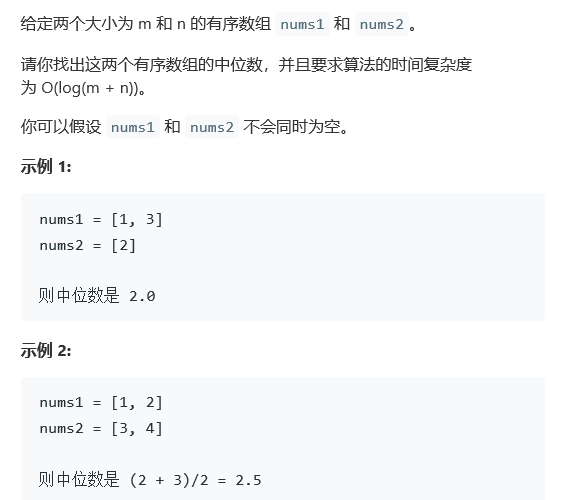 给定两个大小为 m 和 n 的有序数组 nums1 和 nums2。
请你找出这两个有序数组的中位数，并且要求算法的时间复杂度
为 O(log(m + n))。
你可以假设 nums1 和 nums2 不会同时为空。
示例 1:
nums1 = [1, 3]
nums2 = [2]
则中位数是 2.0
示例 2:
nums1 = [1, 2]
nums2 = [3, 4]
则中位数是 (2 + 3)/2 = 2.5